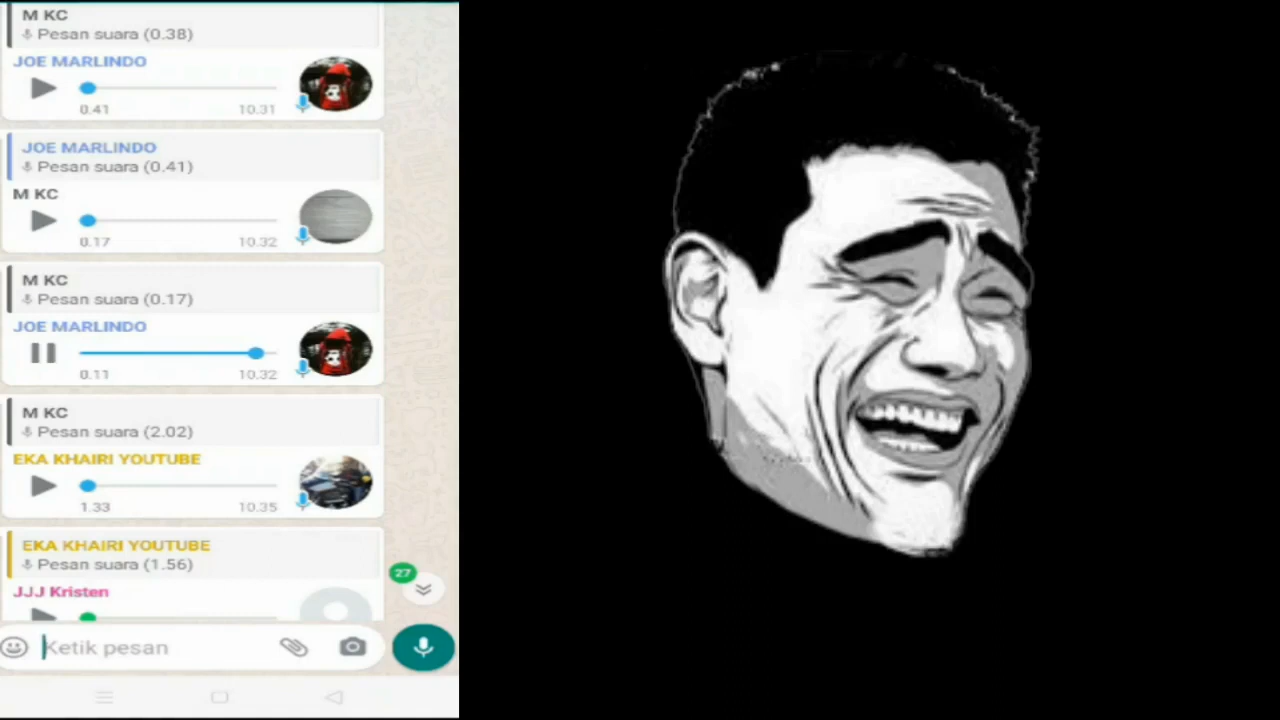 M KC
Pesan suara (0.38)
JOE MARLINDO
0.41 10.31
JOE MARLINDO
Pesan suara (0.41)
M KC
0.17 10.32
M KC
Pesan suara (0.17)
JOE MARLINDO
0.11 10.32
M KC
Pesan suara (2.02)
EKA KHAIRI YOUTUBE
1.33 10.35
EKA KHAIRI YOUTUBE
Pesan suara (1.56)
27
JJJ Kristen
Ketik pesan